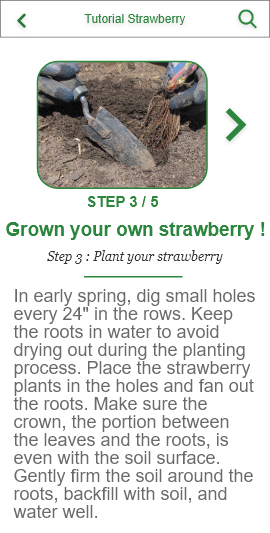 Tutorial Strawberry
STEP 3 / 5
Grown your own strawberry !
Step 3 : Plant your strawberry
In early spring, dig small holes
every 24" in the rows. Keep
the roots in water to avoid
drying out during the planting
process. Place the strawberry
plants in the holes and fan out
the roots. Make sure the
crown, the portion between
the leaves and the roots, is
even with the soil surface.
Gently firm the soil around the
roots, backfill with soil, and
water well.